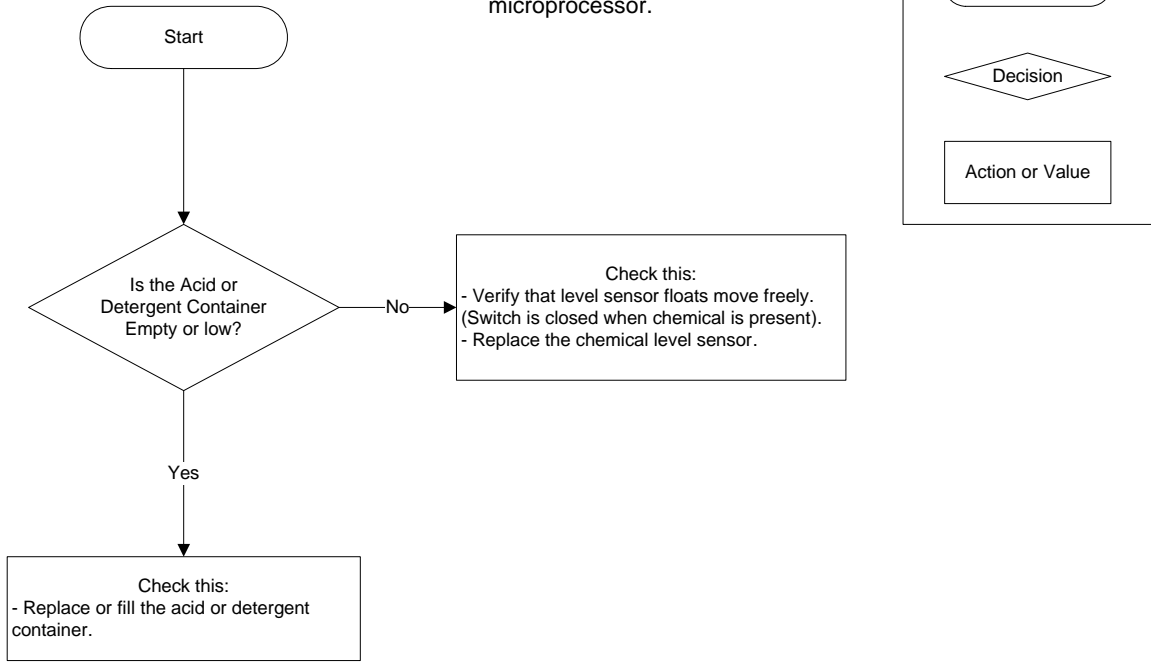 microprocessor.
Start
Decision
Action or Value
Is the Acid or
Detergent Container
Empty or low?
No
Check this:
- Verify that level sensor floats move freely.
(Switch is closed when chemical is present).
- Replace the chemical level sensor.
Yes
Check this:
- Replace or fill the acid or detergent
container.